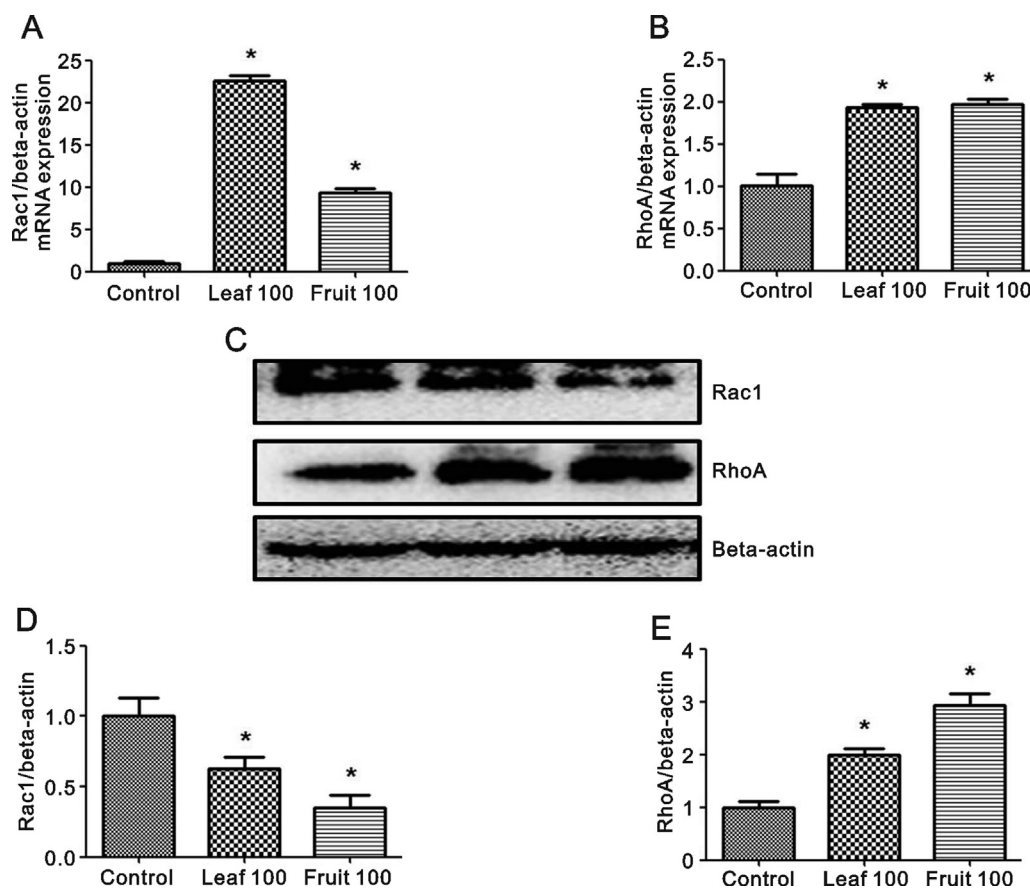 A
Rac1/beta-actin
mRNA expression
25
20
15
10
5
0
*
*
Control Leaf 100 Fruit 100
B
RhoA/beta-actin
mRNA expression
2.5
2.0
1.5
1.0
0.5
0.0
*
*
Control Leaf 100 Fruit 100
C
Rac1
RhoA
Beta-actin
D
Rac1/beta-actin
1.5
1.0
0.5
0.0
*
*
Control Leaf 100 Fruit 100
E
RhoA/beta-actin
4
3
2
1
0
*
*
Control Leaf 100 Fruit 100